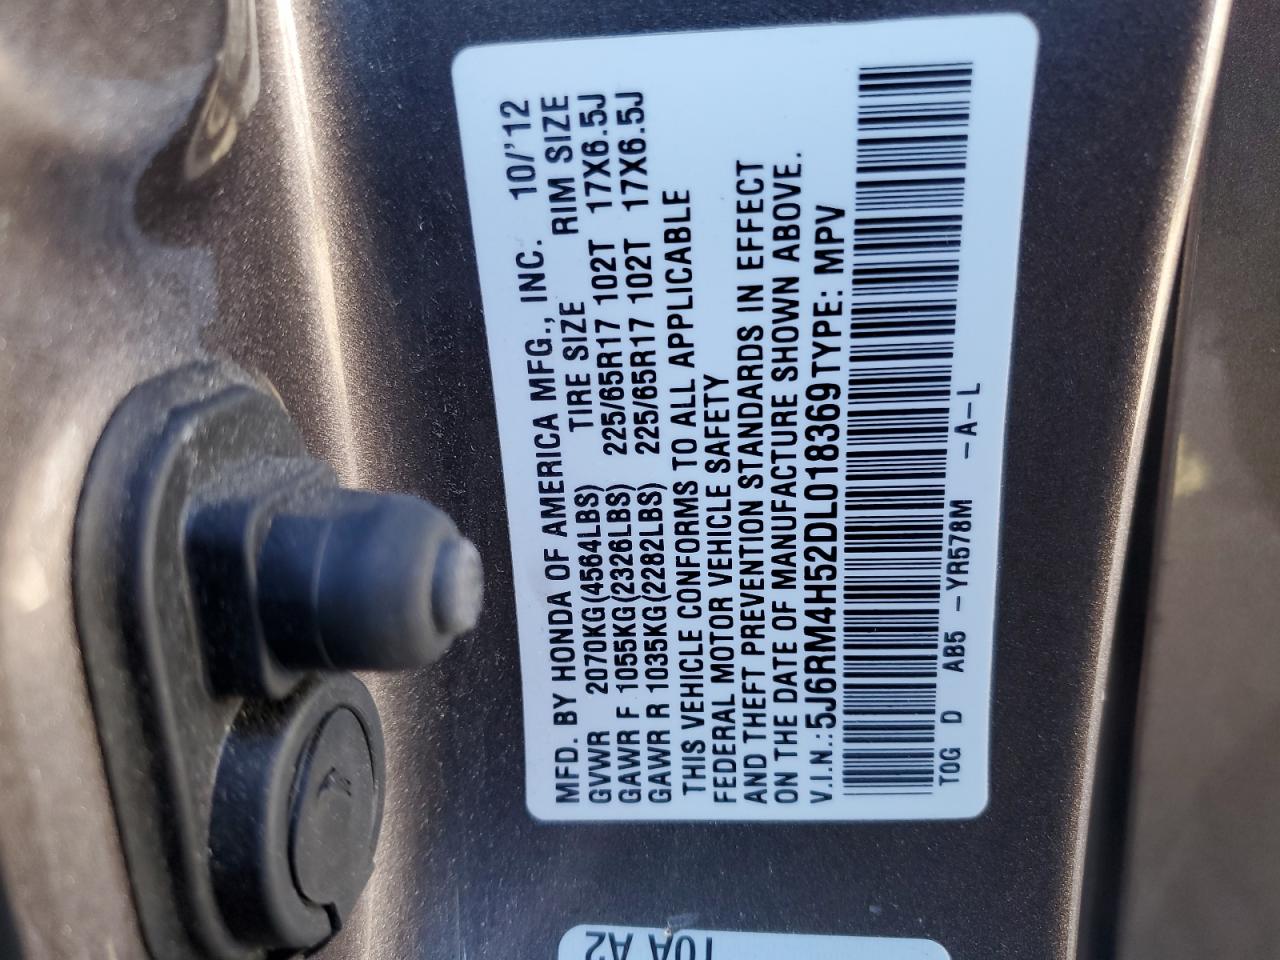 MFD. BY HONDA OF AMERICA MFG., INC. 10/'12
TIRE SIZE RIM SIZE
GVWR 2070KG(4564LBS)
GAWR F 1055KG(2326LBS) 225/65R17 102T 17X6.5J
GAWR R 1035KG(2282LBS) 225/65R17 102T 17X6.5J
THIS VEHICLE CONFORMS TO ALL APPLICABLE
FEDERAL MOTOR VEHICLE SAFETY
AND THEFT PREVENTION STANDARDS IN EFFECT
ON THE DATE OF MANUFACTURE SHOWN ABOVE.
V.I.N.:5J6RM4H52DL018369 TYPE: MPV
T0G D AB5 -YR578M -A-L
T0A A2